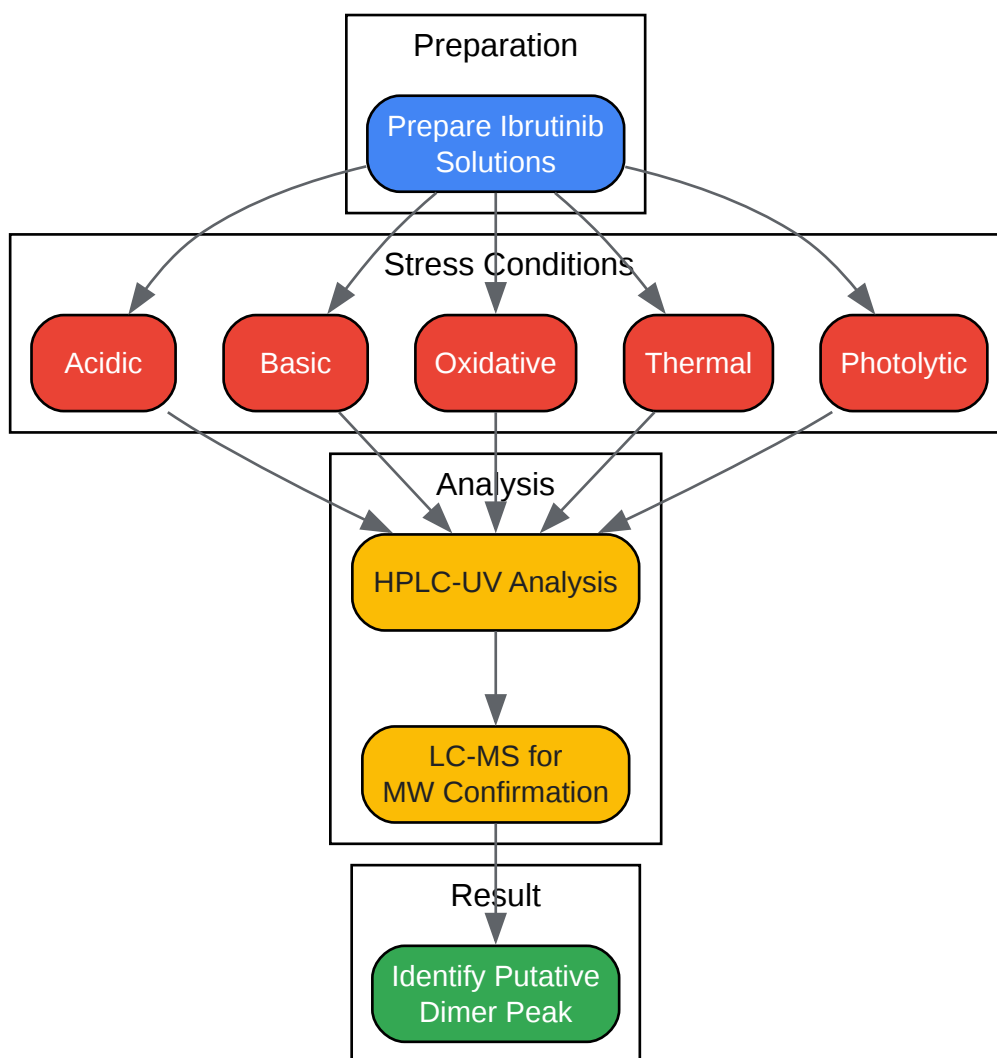 Preparation
Prepare Ibrutinib
Solutions
Stress Conditions
Acidic
Basic
Oxidative
Thermal
Photolytic
Analysis
HPLC-UV Analysis
LC-MS for
MW Confirmation
Result
Identify Putative
Dimer Peak